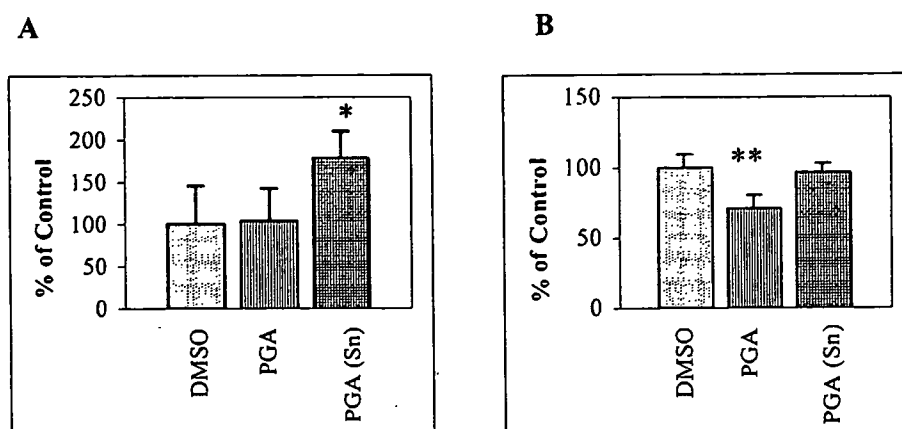 A
% of Control
250
200
150
100
50
0
*
DMSO
PGA
PGA (Sn)
B
% of Control
150
100
50
0
**
DMSO
PGA
PGA (Sn)